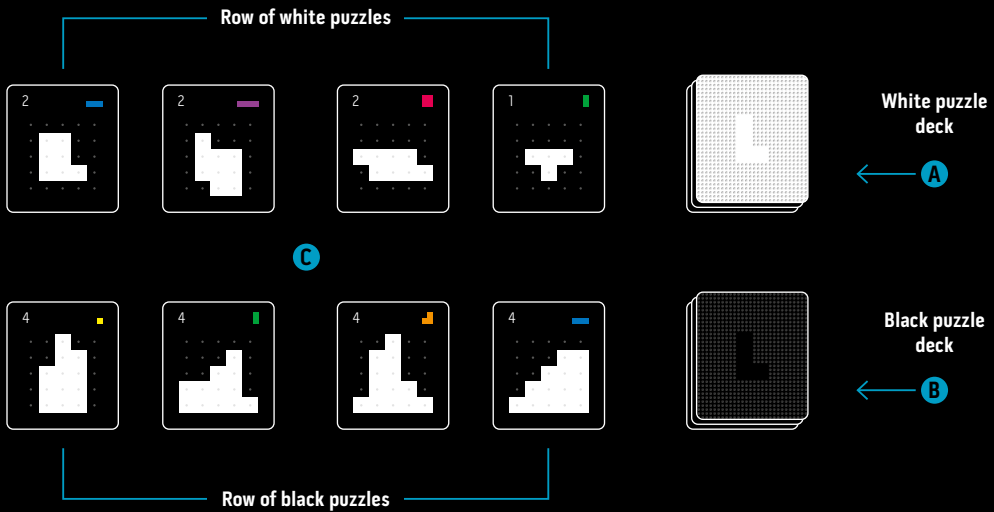 Row of white puzzles
2
2
2
1
White puzzle
deck
A
C
4
4
4
4
Black puzzle
deck
B
Row of black puzzles